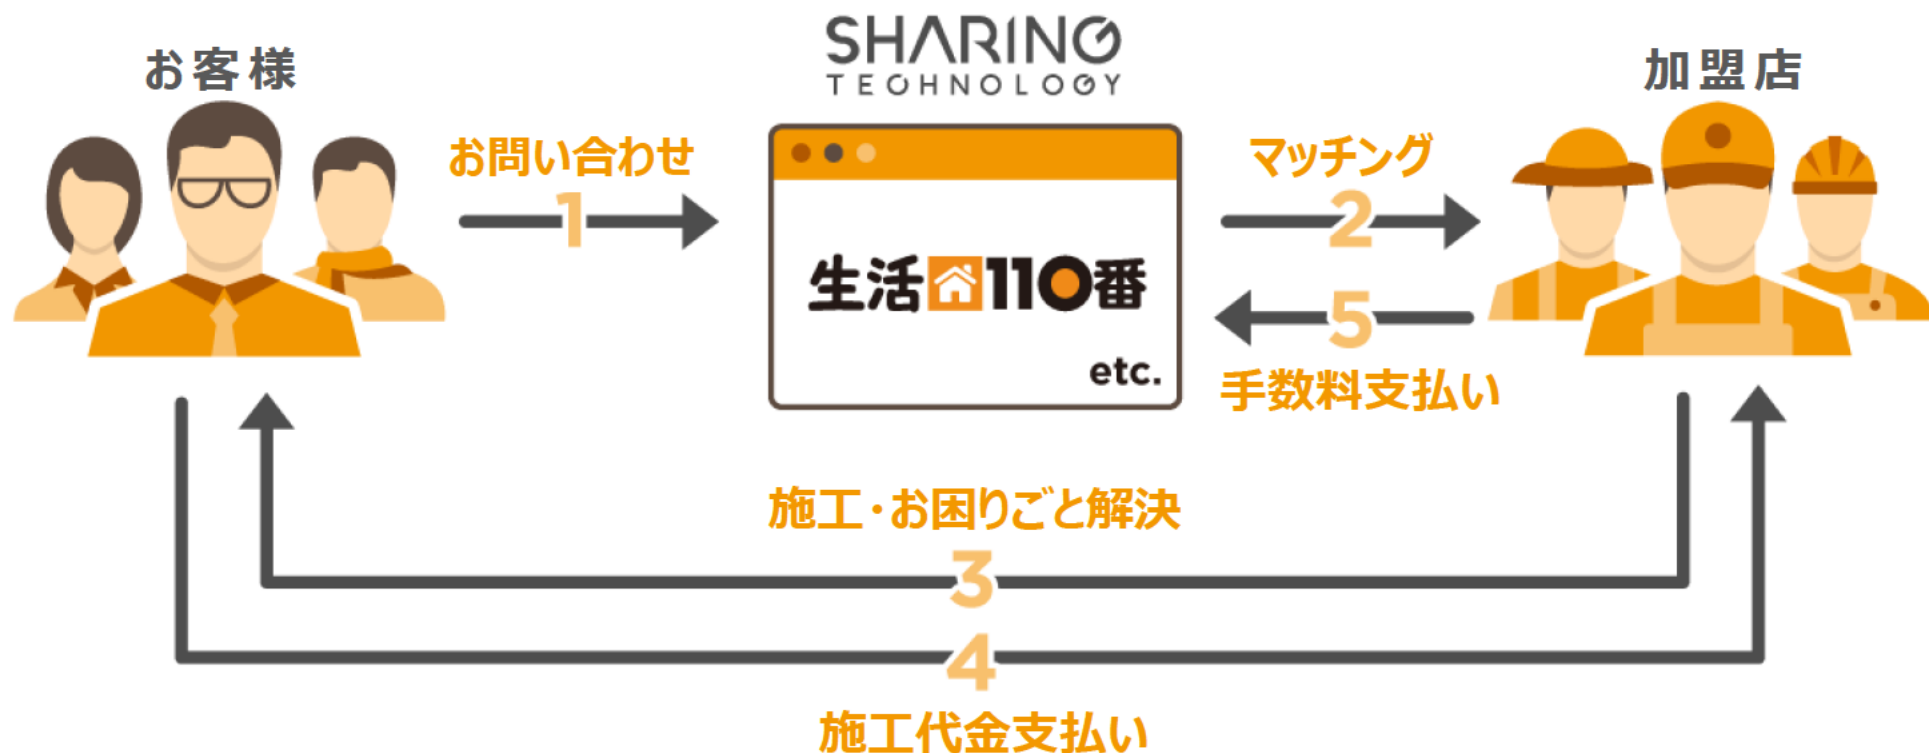 SHARING
TECHNOLOGY
お客様
加盟店
お問い合わせ
1
マッチング
2
生活110番
etc.
5
手数料支払い
施工・お困りごと解決
3
4
施工代金支払い